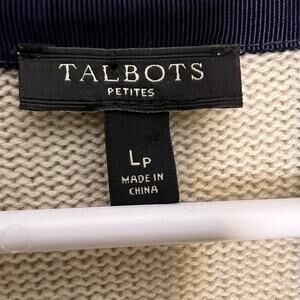 TALBOTS
PETITES
LP
MADE IN
CHINA